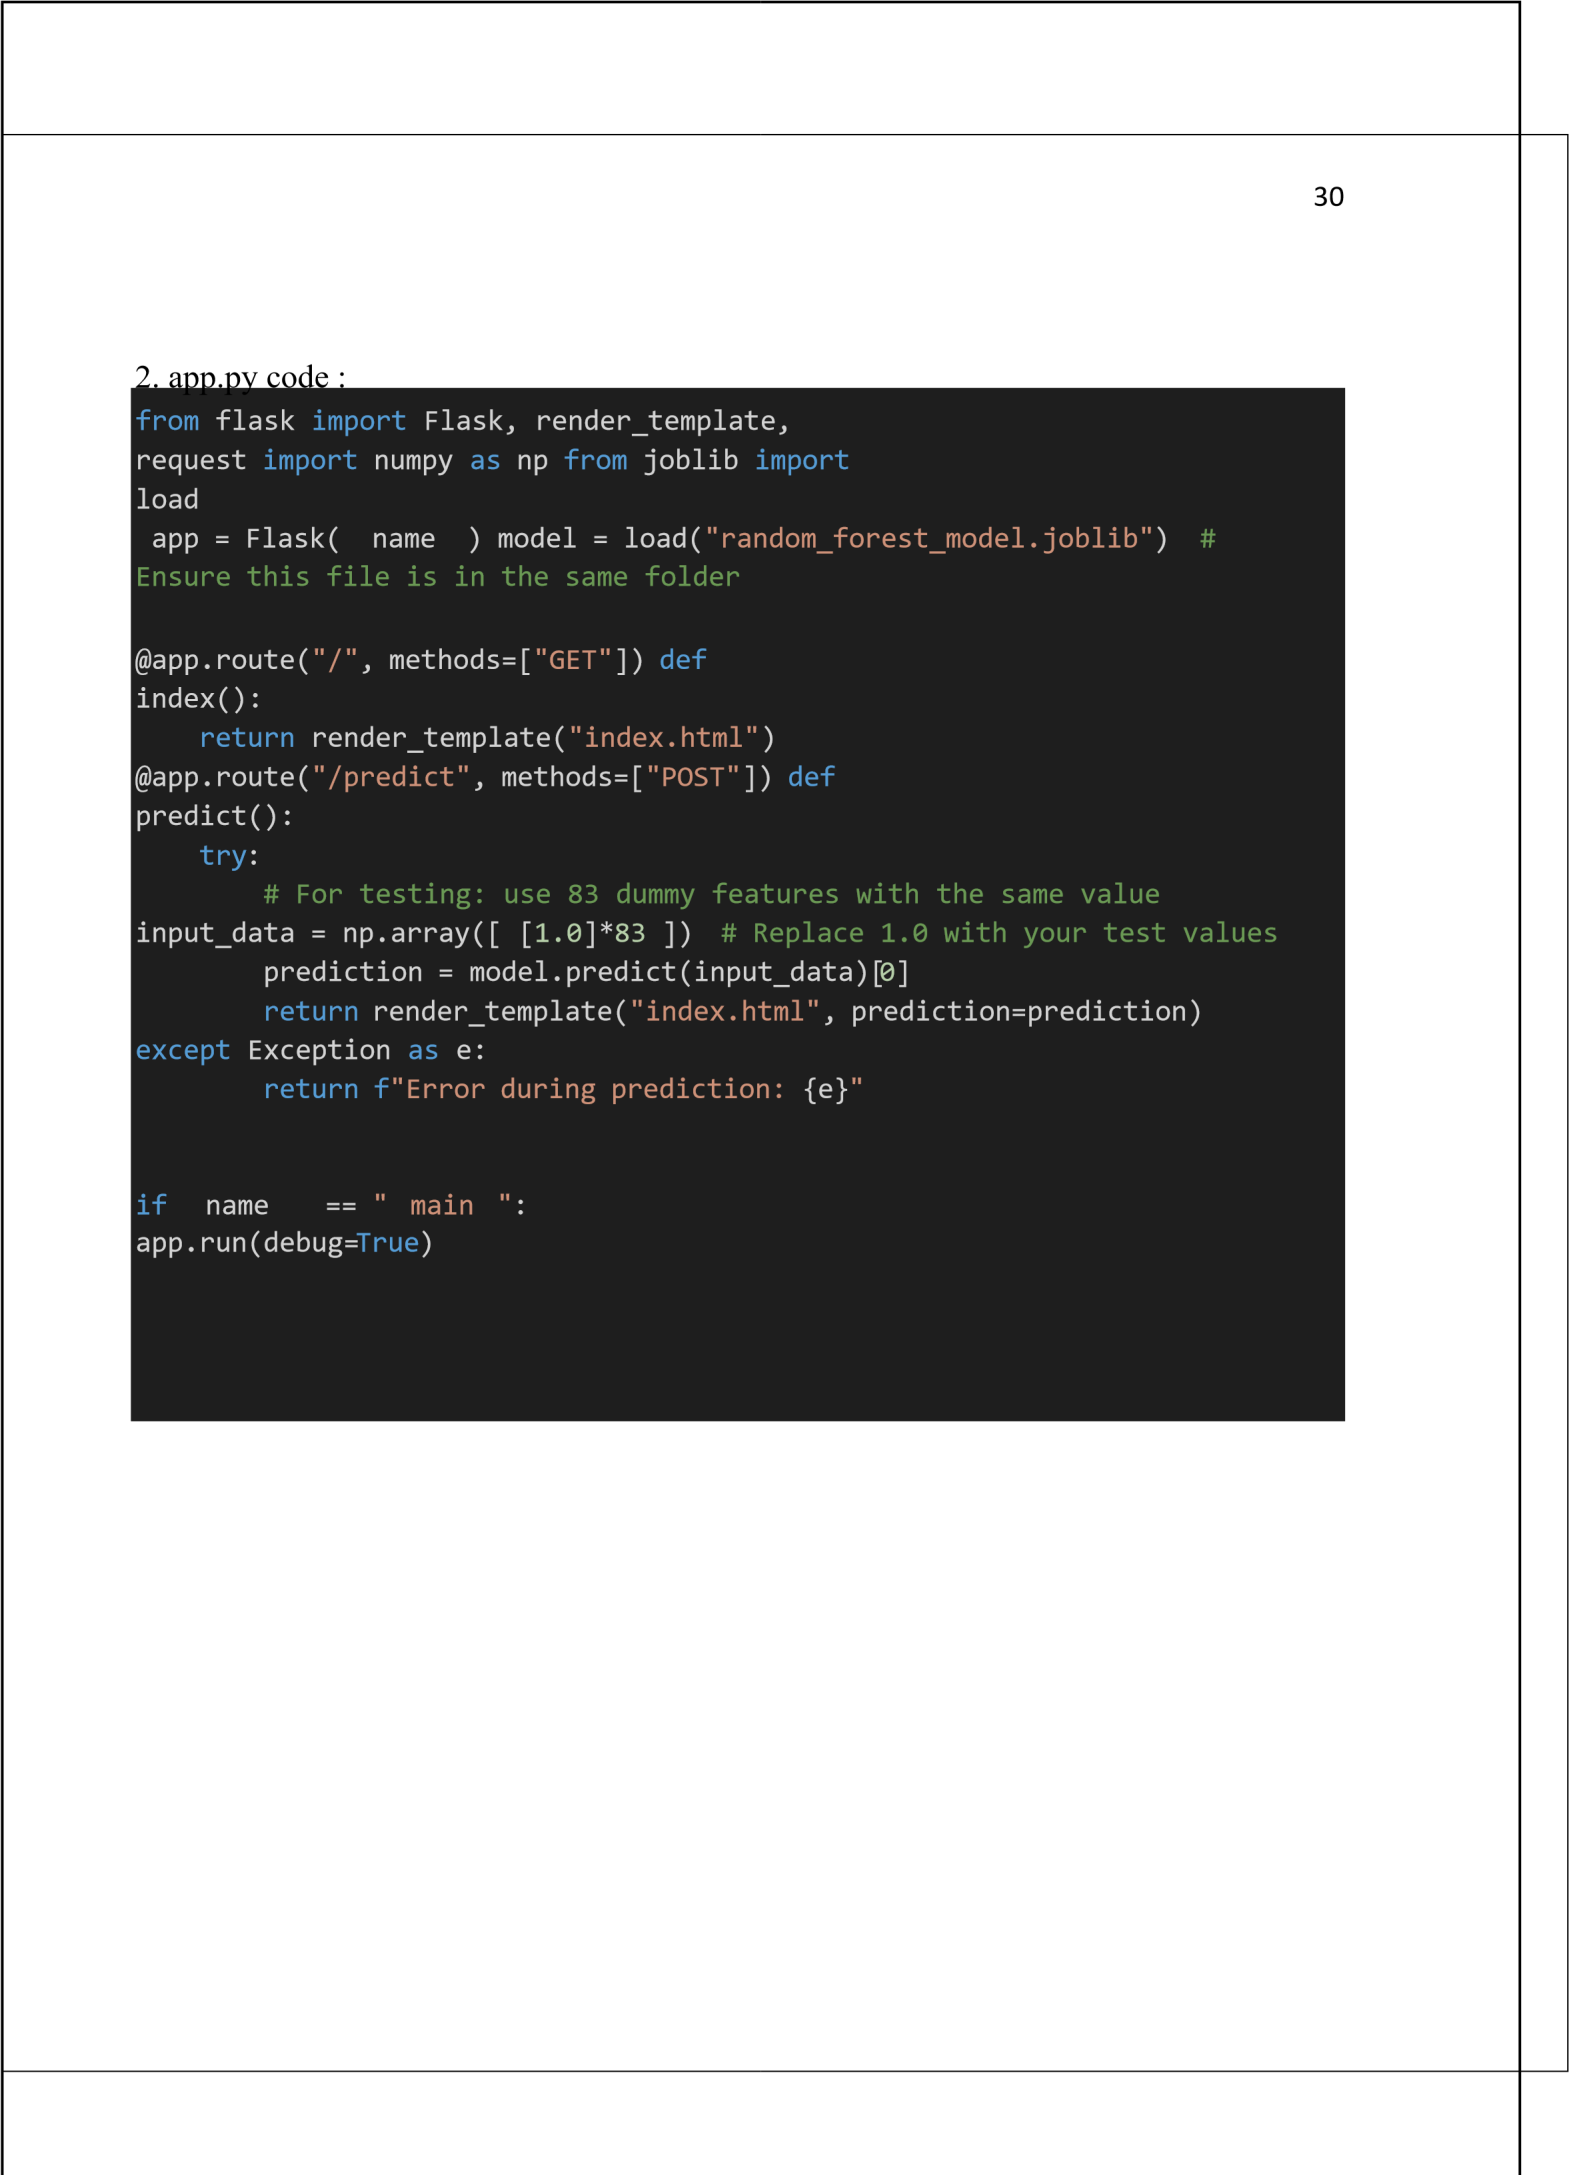 30
2. app.py code :
from flask import Flask, render_template,
request import numpy as np from joblib import
load
 app = Flask(  name  ) model = load("random_forest_model.joblib")  #
Ensure this file is in the same folder
@app.route("/", methods=["GET"]) def
index():
    return render_template("index.html")
@app.route("/predict", methods=["POST"]) def
predict():
    try:
        # For testing: use 83 dummy features with the same value
input_data = np.array([ [1.0]*83 ])  # Replace 1.0 with your test values
        prediction = model.predict(input_data)[0]
        return render_template("index.html", prediction=prediction)
except Exception as e:
        return f"Error during prediction: {e}"
if  name   == " main ":
app.run(debug=True)